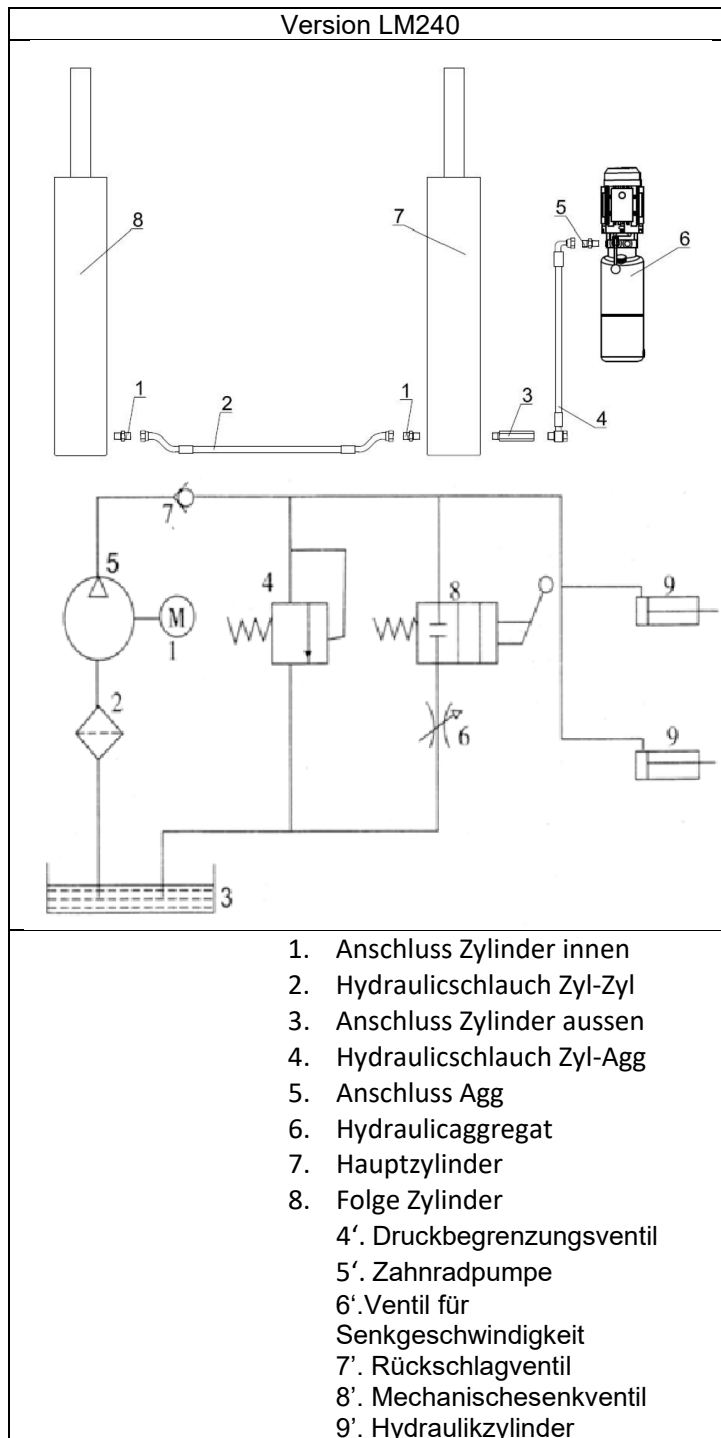 Version LM240
8
7
5
6
1
2
1
3
4
7
5
4
8
9
M
1
2
6
9
3
1. Anschluss Zylinder innen
2. Hydraulicschlauch Zyl-Zyl
3. Anschluss Zylinder aussen
4. Hydraulicschlauch Zyl-Agg
5. Anschluss Agg
6. Hydraulicaggregat
7. Hauptzylinder
8. Folge Zylinder
4‘. Druckbegrenzungsventil
5‘. Zahnradpumpe
6‘.Ventil für
Senkgeschwindigkeit
7’. Rückschlagventil
8’. Mechanischesenkventil
9’. Hydraulikzylinder